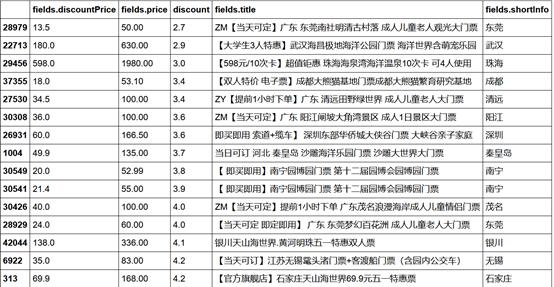 fields.discountPrice fields.price discount fields.title fields.shortInfo
28979 13.5 50.00 2.7 ZM【当天可定】广东 东莞南社明清古村落 成人儿童老人观光大门票 东莞
22713 180.0 630.00 2.9 【大学生3人特惠】武汉海昌极地海洋公园门票 海洋世界含萌宠乐园 武汉
29456 598.0 1980.00 3.0 【598元/10次卡】超值钜惠 珠海海泉湾海洋温泉10次卡 可4人使用 珠海
37355 18.0 53.10 3.4 【双人特价 电子票】成都大熊猫基地门票成都大熊猫繁育研究基地 成都
27530 34.5 100.00 3.4 ZY【提前1小时下单】广东 清远田野绿世界 成人儿童老人大门票 清远
30308 36.0 100.00 3.6 ZM【当天可定】广东 阳江闸坡大角湾景区 成人1日景区大门票 阳江
26931 60.0 166.50 3.6 即买即用 索道+缆车】 深圳东部华侨城大侠谷门票 大峡谷亲子家庭 深圳
1004 49.9 135.00 3.7 当日可订 河北 秦皇岛 沙雕海洋乐园门票 沙雕大世界大门票 秦皇岛
30549 20.0 52.99 3.8 【 即买即用】南宁园博园门票 第十二届园博会园博园门票 南宁
30541 21.4 55.00 3.9 【 即买即用】南宁园博园门票 第十二届园博会园博园门票 南宁
30426 40.0 100.00 4.0 ZM【当天可定】提前1小时下单 广东茂名浪漫海岸成人儿童情侣门票 茂名
28929 24.0 60.00 4.0 【当天可定 即定即用】 广东 东莞梦幻百花洲 成人儿童老人大门票 东莞
42044 138.0 336.00 4.1 银川天山海世界.黄河明珠五一特惠双人票 银川
6922 35.0 83.00 4.2 【当天可订】江苏无锡鼋头渚门票+客渡船门票（含园内公交车） 无锡
313 69.9 168.00 4.2 【官方旗舰店】石家庄天山海世界69.9元五一特惠票 石家庄